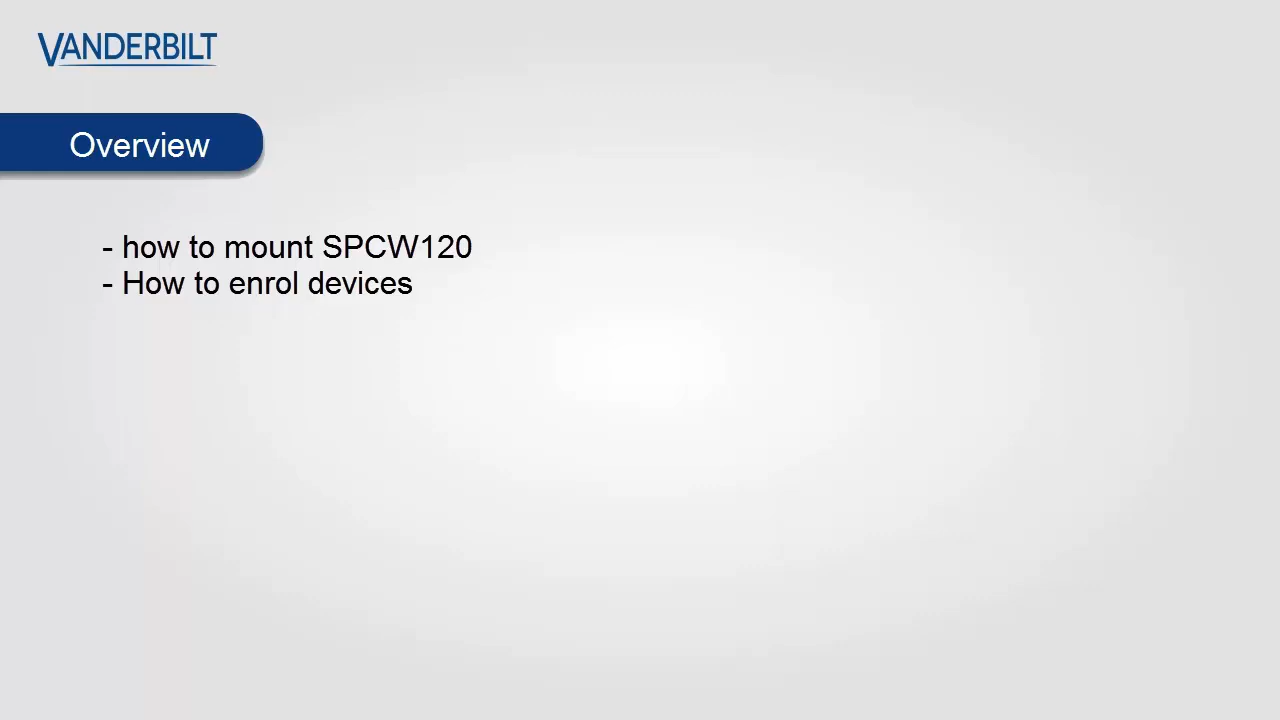 VANDERBILT
Overview
- how to mount SPCW120
- How to enrol devices